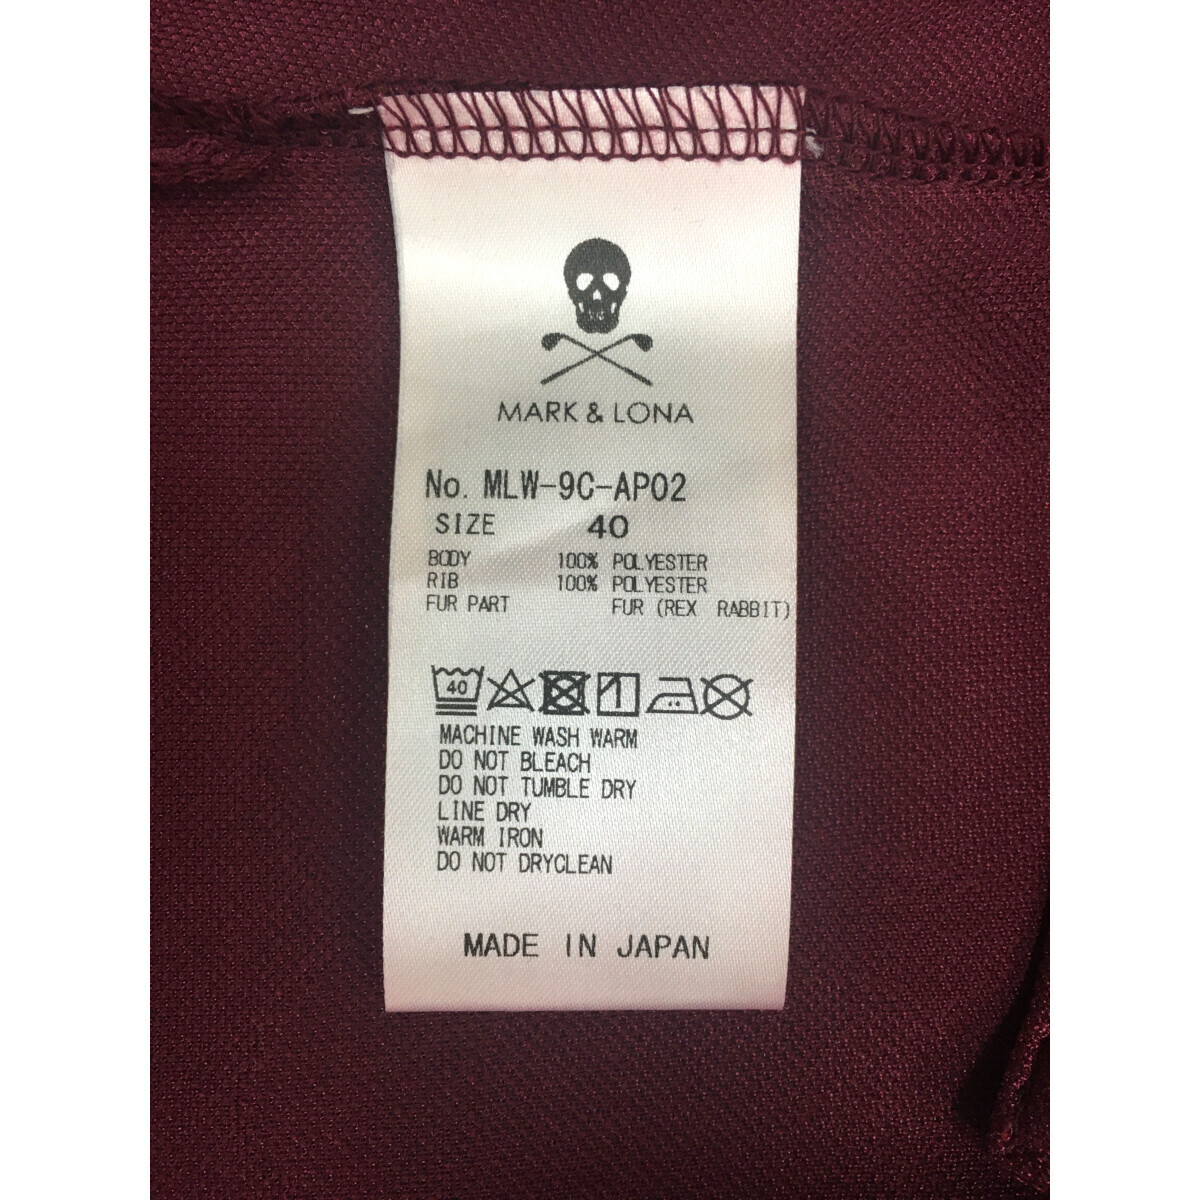 MARK & LONA
No. MLW-9C-AP02
SIZE 40
BODY 100% POLYESTER
RIB 100% POLYESTER
FUR PART FUR (REX RABBIT)
40
MACHINE WASH WARM
DO NOT BLEACH
DO NOT TUMBLE DRY
LINE DRY
WARM IRON
DO NOT DRYCLEAN
MADE IN JAPAN